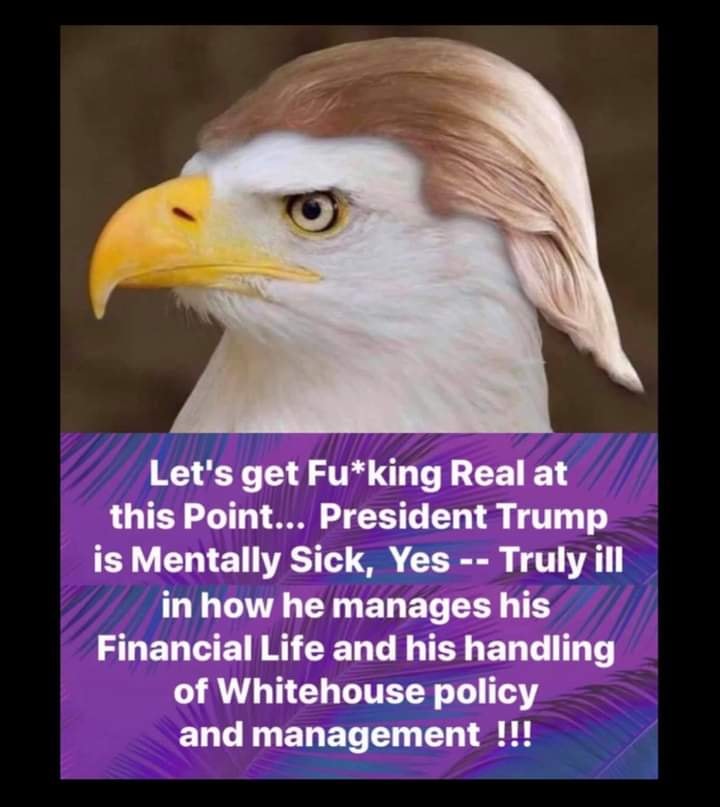 Let's get Fu*king Real at
this Point... President Trump
is Mentally Sick, Yes -- Truly ill
in how he manages his
Financial Life and his handling
of Whitehouse policy
and management !!!